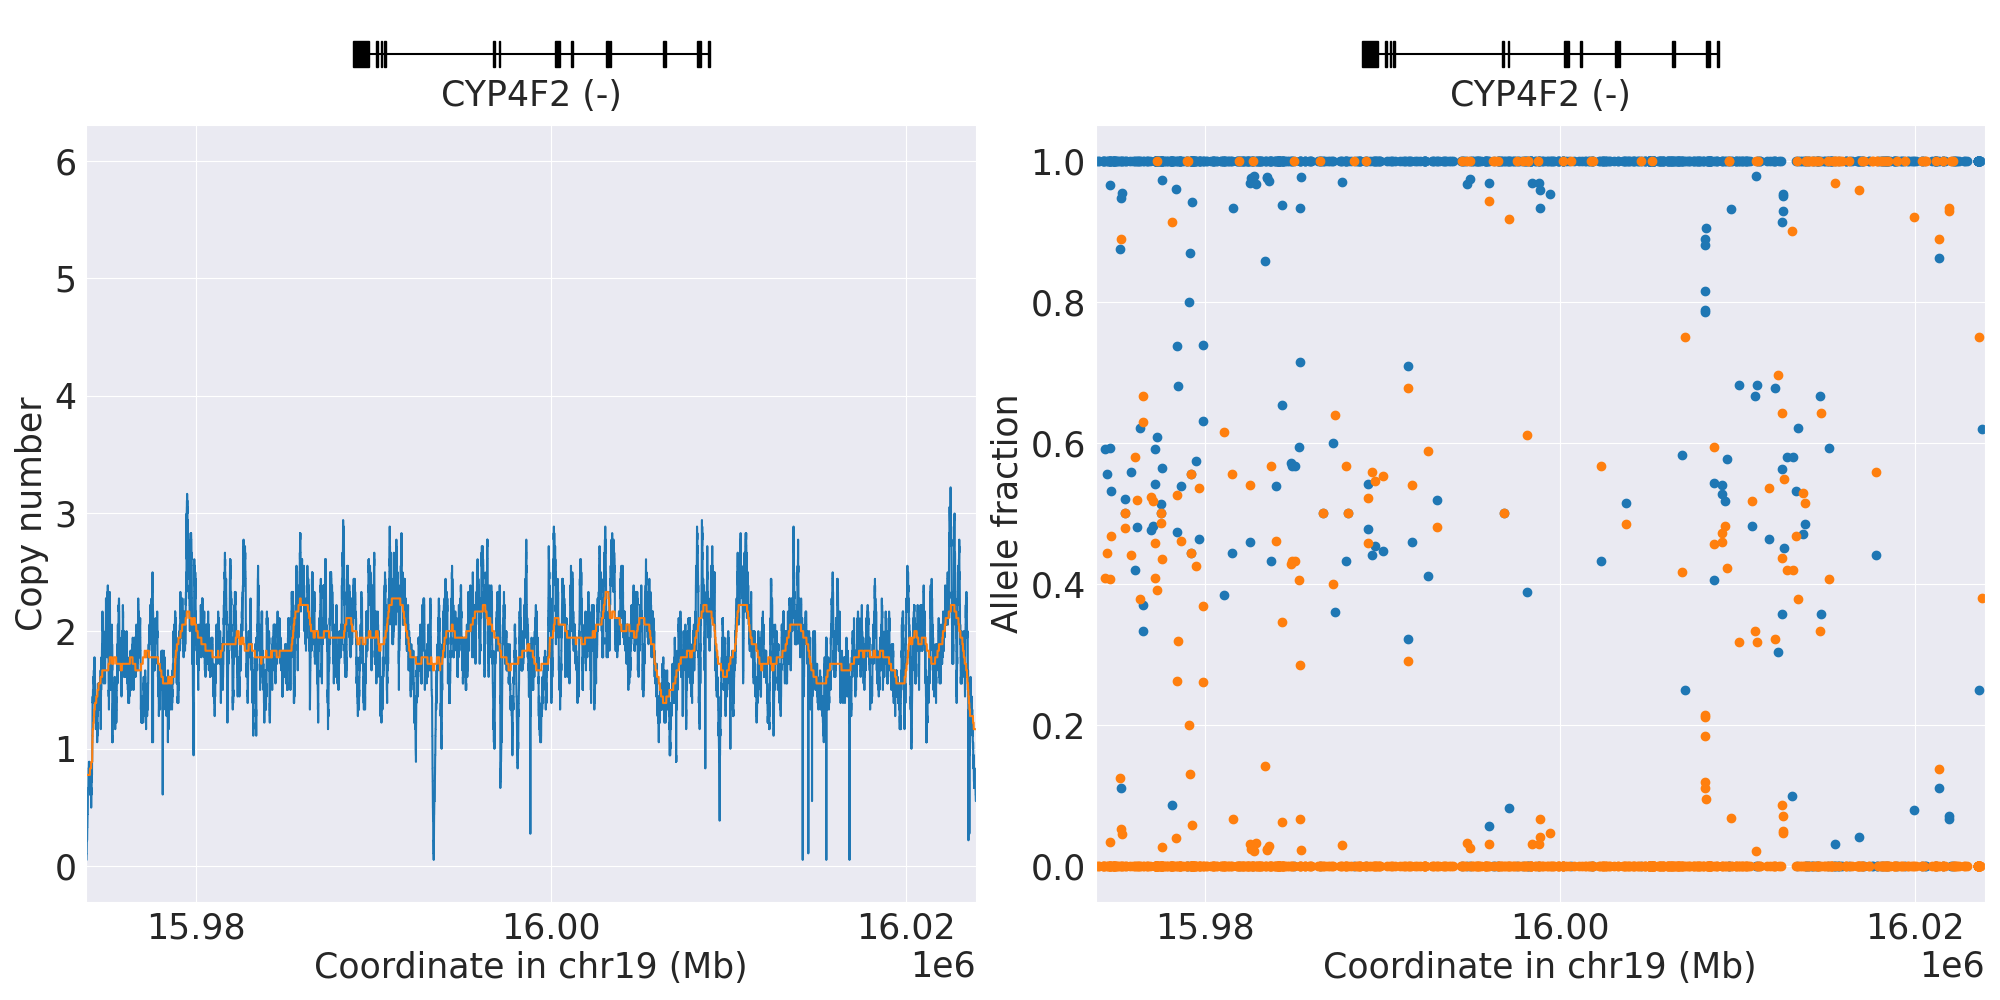 CYP4F2 (-)
6
5
4
3
2
1
0
Copy number
15.98
16.00
16.02
Coordinate in chr19 (Mb)
1e6
CYP4F2 (-)
1.0
0.8
0.6
0.4
0.2
0.0
Allele fraction
15.98
16.00
16.02
Coordinate in chr19 (Mb)
1e6